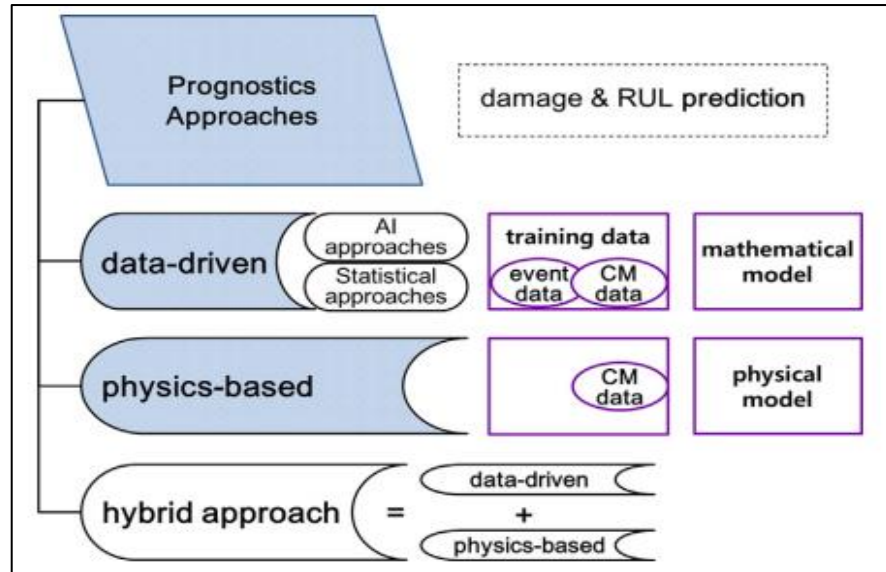 Prognostics
Approaches
damage & RUL prediction
data-driven
AI
approaches
Statistical
approaches
training data
event
data
CM
data
mathematical
model
physics-based
CM
data
physical
model
hybrid approach
=
data-driven
+
physics-based